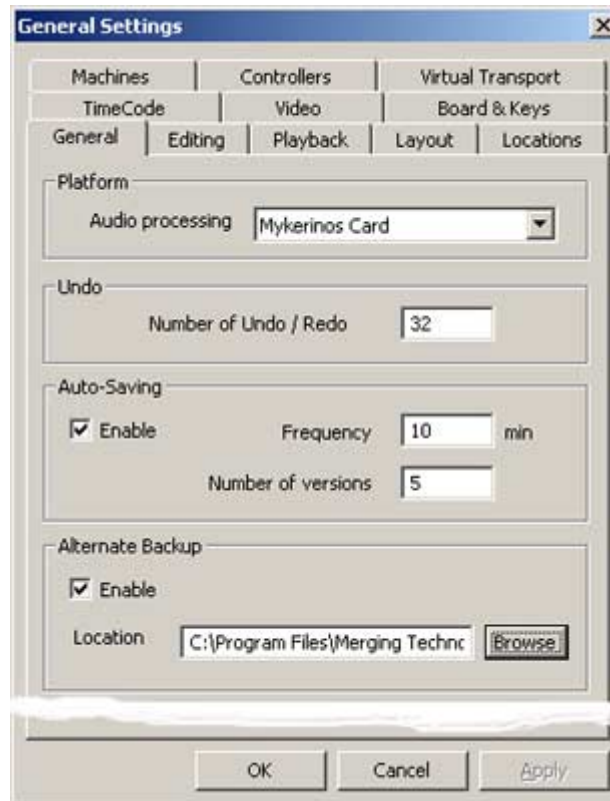 General Settings
Machines Controllers Virtual Transport
TimeCode Video Board & Keys
General Editing Playback Layout Locations
Platform
Audio processing Mykerinos Card
Undo
Number of Undo / Redo 32
Auto-Saving
Enable Frequency 10 min
Number of versions 5
Alternate Backup
Enable
Location C:\Program Files\Merging Techno Browse
OK Cancel Apply